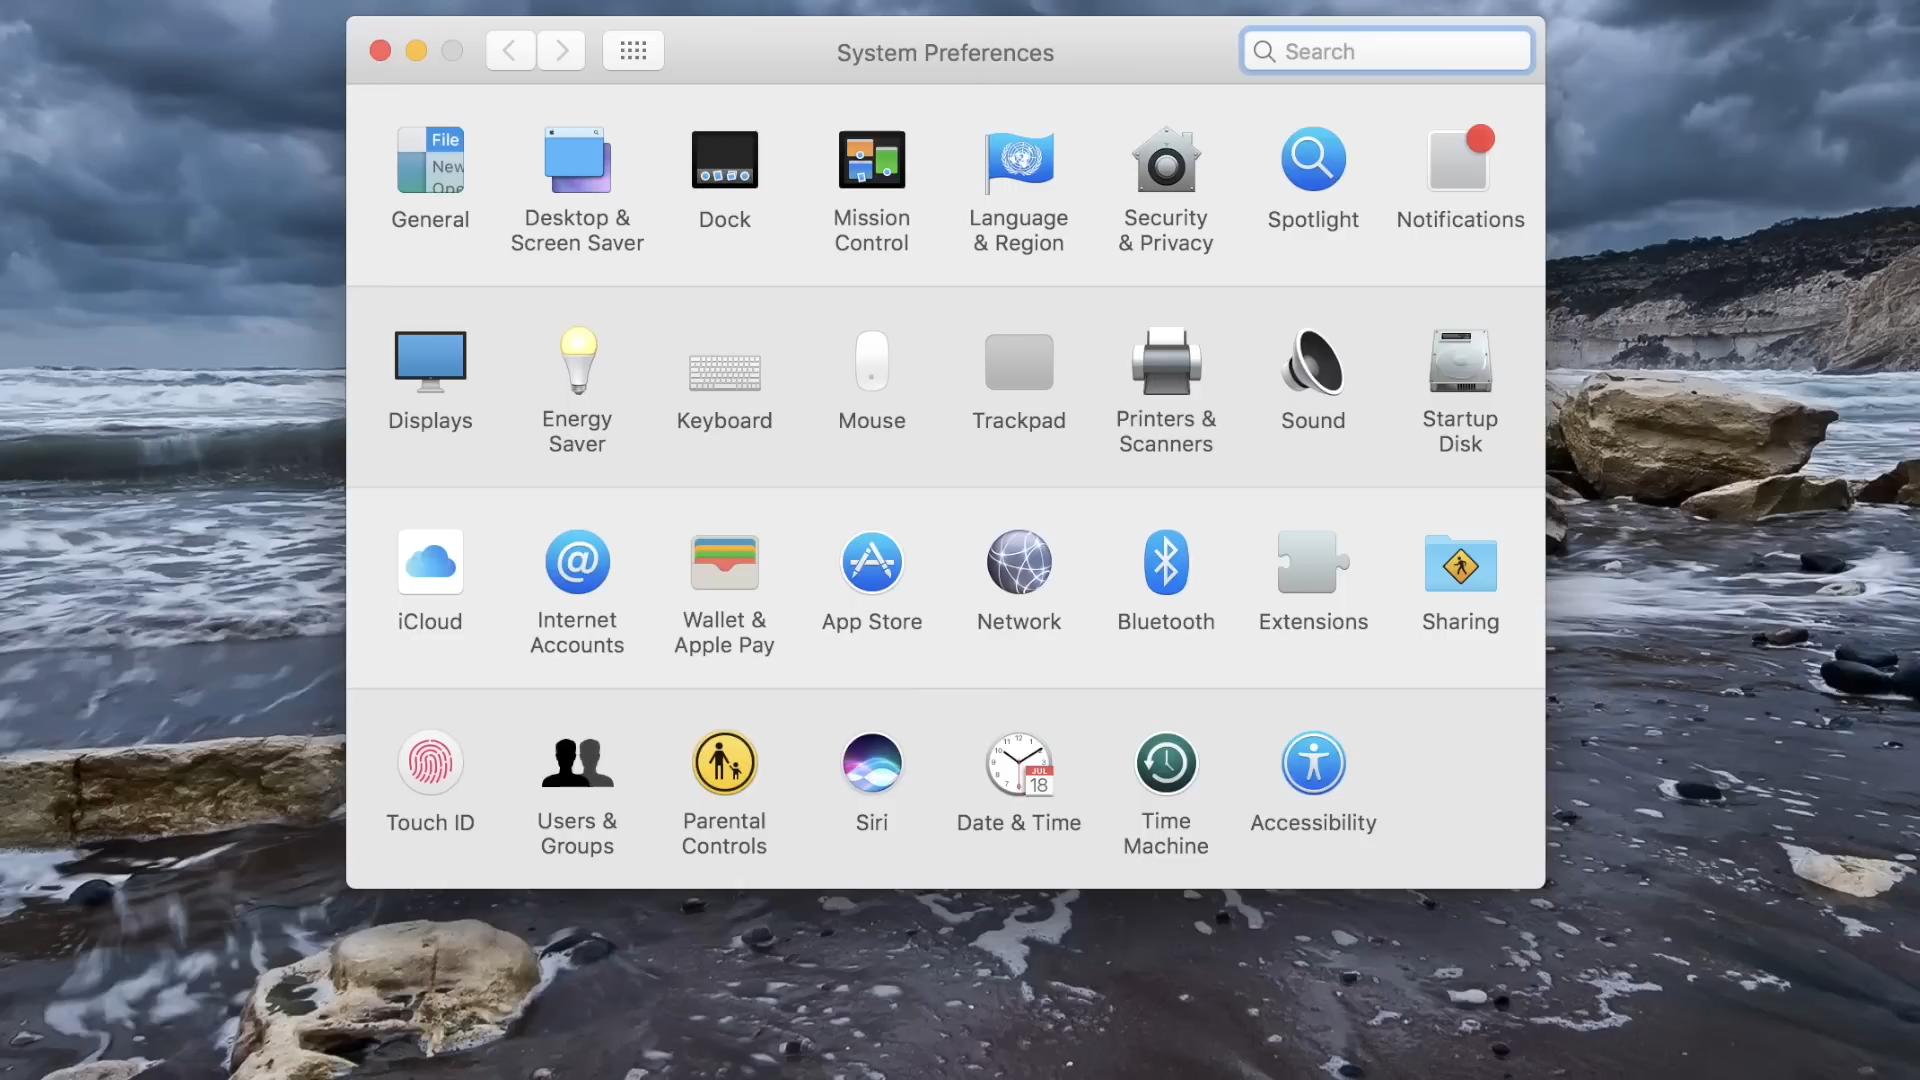 System Preferences
Search
File
New
Ope
General
Desktop &
Screen Saver
Dock
Mission
Control
Language
& Region
Security
& Privacy
Spotlight
Notifications
Displays
Energy
Saver
Keyboard
Mouse
Trackpad
Printers &
Scanners
Sound
Startup
Disk
iCloud
@
Internet
Accounts
Wallet &
Apple Pay
App Store
Network
Bluetooth
Extensions
Sharing
JUL
18
Touch ID
Users &
Groups
Parental
Controls
Siri
Date & Time
Time
Machine
Accessibility